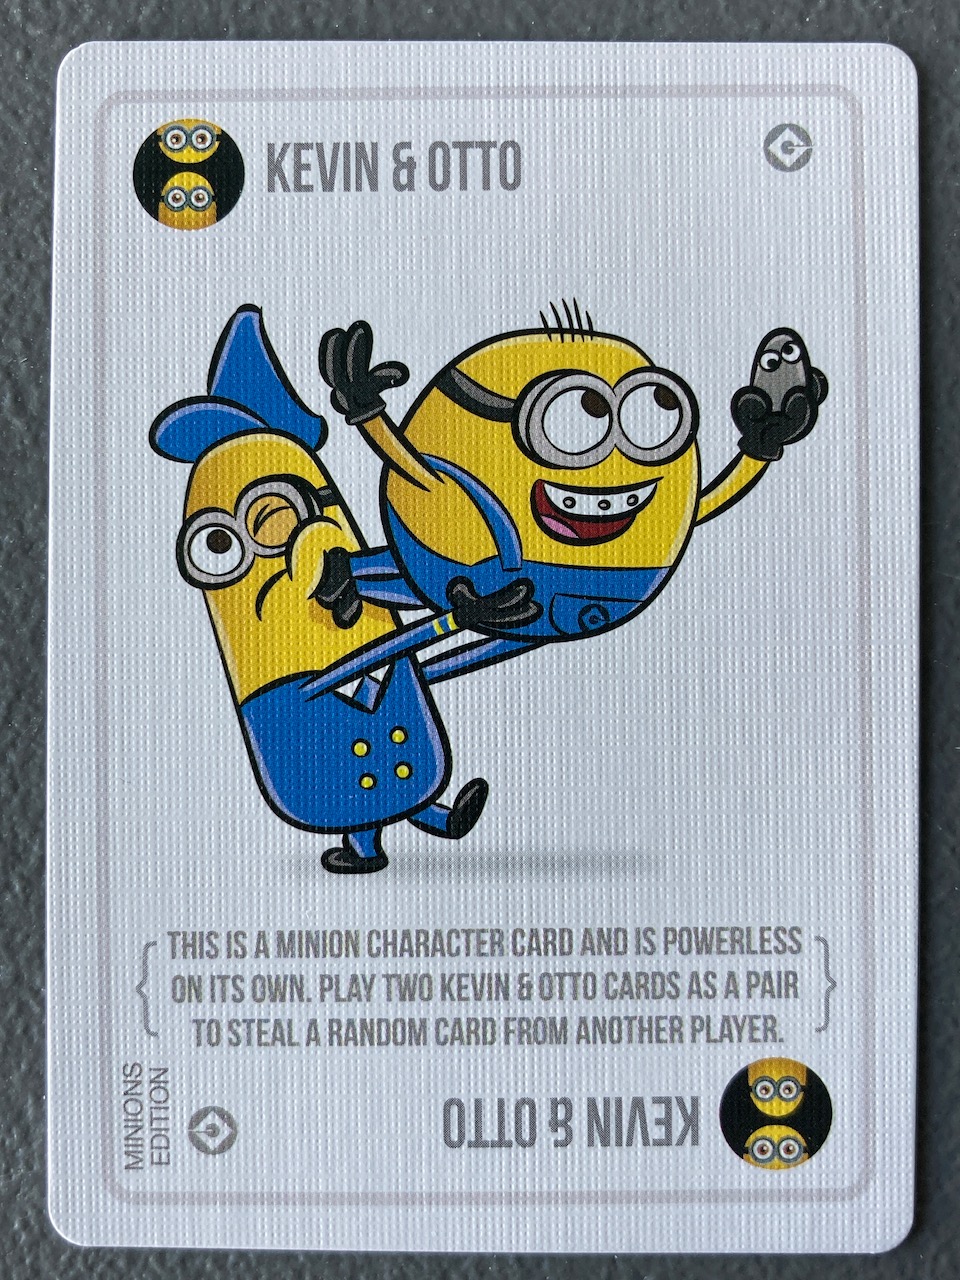 KEVIN & OTTO
THIS IS A MINION CHARACTER CARD AND IS POWERLESS
ON ITS OWN. PLAY TWO KEVIN & OTTO CARDS AS A PAIR
TO STEAL A RANDOM CARD FROM ANOTHER PLAYER.
MINIONS
EDITION
KEVIN & OTTO